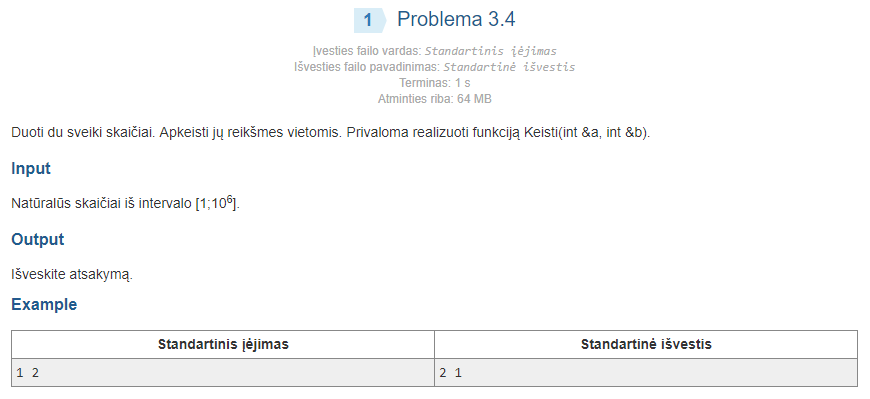 1 Problema 3.4
Įvesties failo vardas: Standartinis įėjimas
Išvesties failo pavadinimas: Standartinė išvestis
Terminas: 1 s
Atminties riba: 64 MB
Duoti du sveiki skaičiai. Apkeisti jų reikšmes vietomis. Privaloma realizuoti funkciją Keisti(int &a, int &b).
Input
Natūralūs skaičiai iš intervalo [1;10⁶].
Output
Išveskite atsakymą.
Example
Standartinis įėjimas Standartinė išvestis
1 2 2 1